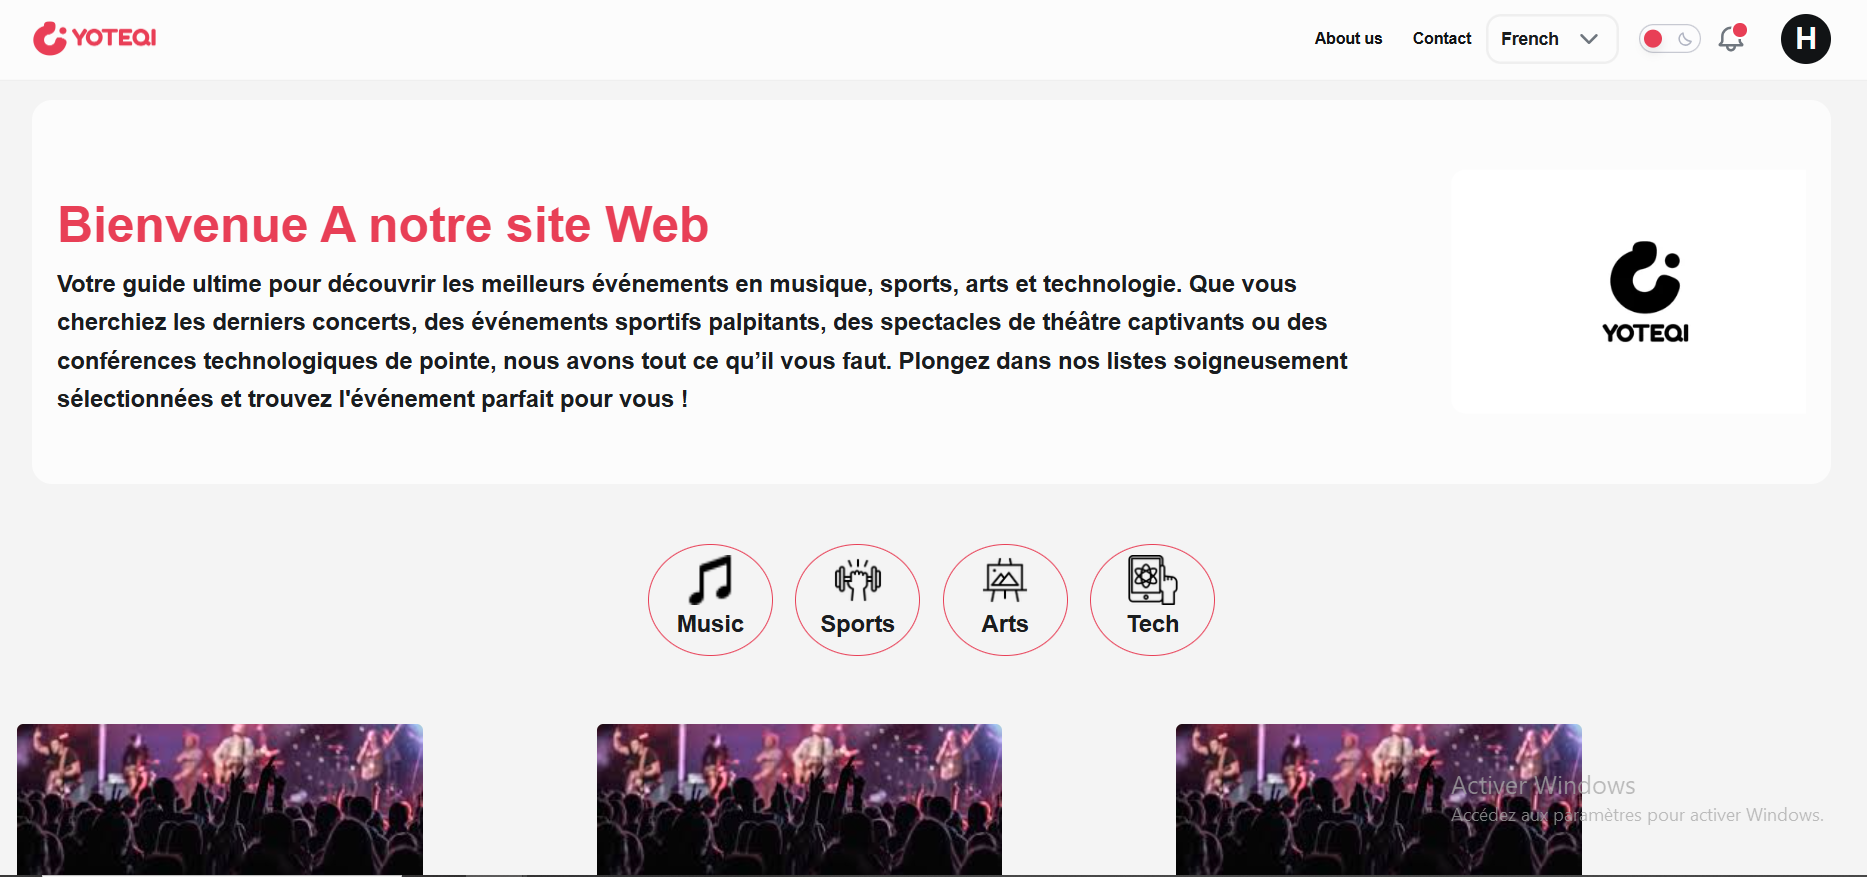 YOTEQI
About us
Contact
French
H
Bienvenue A notre site Web
Votre guide ultime pour découvrir les meilleurs événements en musique, sports, arts et technologie. Que vous
cherchiez les derniers concerts, des événements sportifs palpitants, des spectacles de théâtre captivants ou des
conférences technologiques de pointe, nous avons tout ce qu’il vous faut. Plongez dans nos listes soigneusement
sélectionnées et trouvez l'événement parfait pour vous !
YOTEQI
Music
Sports
Arts
Tech
Activer Windows
Accédez aux paramètres pour activer Windows.